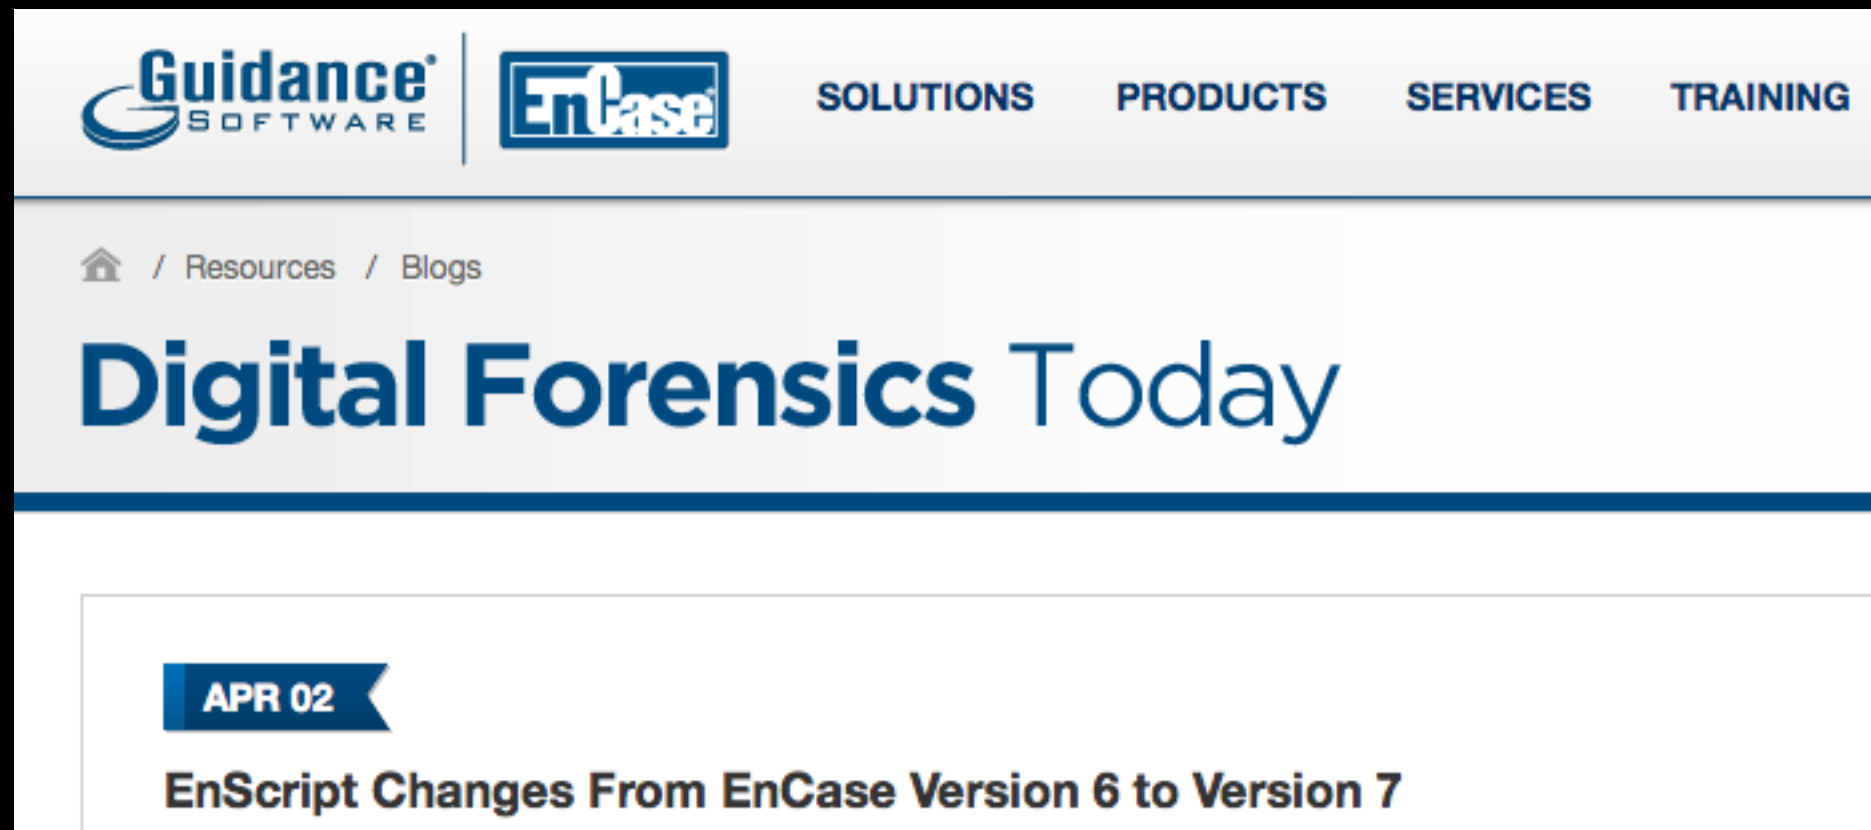 Guidance®
SOFTWARE
EnCase®
SOLUTIONS PRODUCTS SERVICES TRAINING
/ Resources / Blogs
Digital Forensics Today
APR 02
EnScript Changes From EnCase Version 6 to Version 7